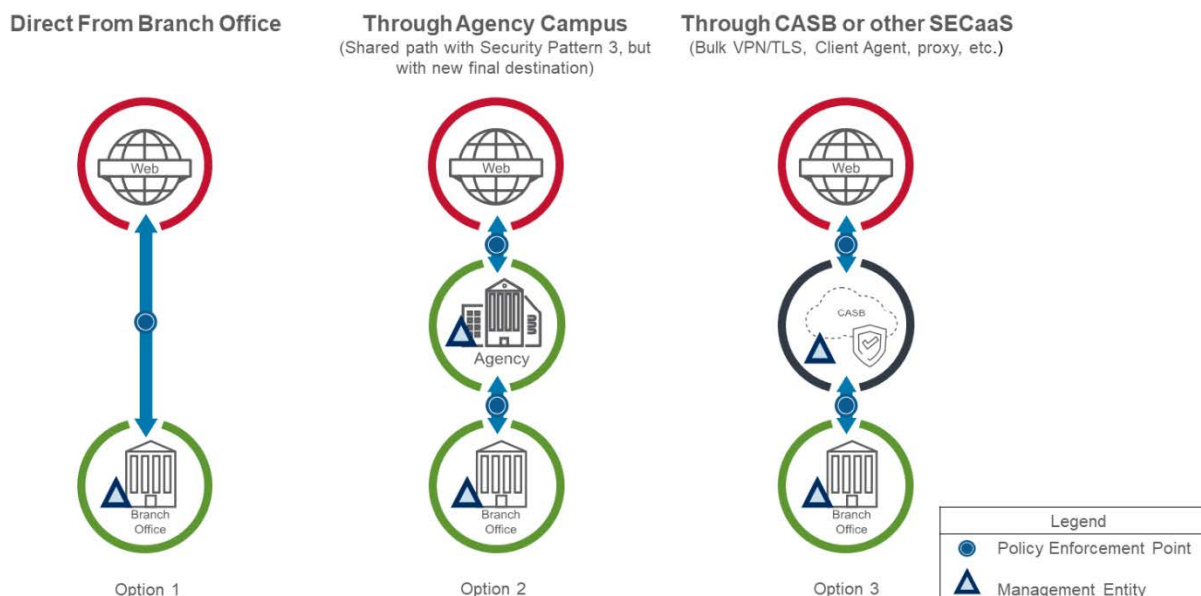 Direct From Branch Office
Through Agency Campus
(Shared path with Security Pattern 3, but
with new final destination)
Through CASB or other SECaaS
(Bulk VPN/TLS, Client Agent, proxy, etc.)
Web
Web
Web
Agency
CASB
Branch
Office
Branch
Office
Branch
Office
Option 1
Option 2
Option 3
Legend
Policy Enforcement Point
Management Entity